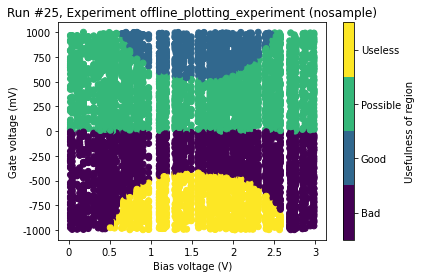 Run #25, Experiment offline_plotting_experiment (nosample)
1000
750
500
250
0
-250
-500
-750
-1000
Gate voltage (mV)
0 0.5 1 1.5 2 2.5 3
Bias voltage (V)
Useless
Possible
Good
Bad
Usefulness of region